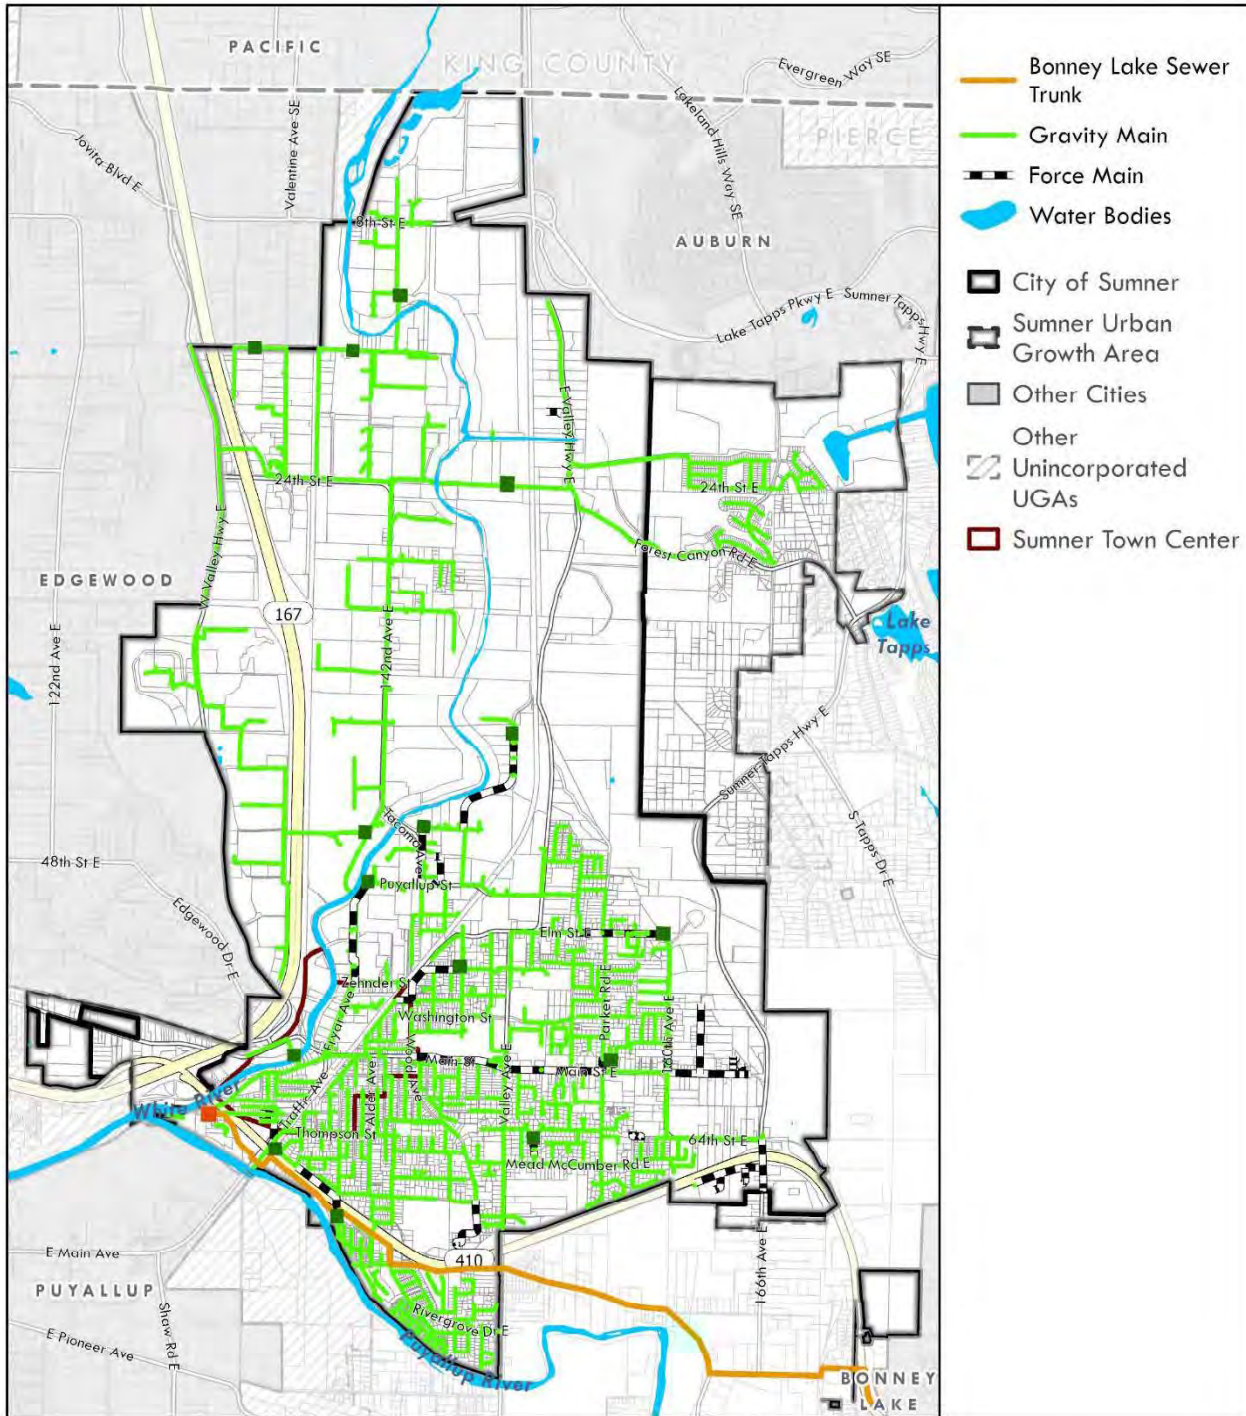 PACIFIC
KING COUNTY
Evergreen Way SE
Valentine Ave SE
Lakeland Hills Way SE
PIERCE
Jovita Blvd E
8th St E
AUBURN
Lake Tapps Pkwy E
Sumner Tapps Hwy E
E Valley Hwy E
24th St E
24th St E
W Valley Hwy E
Forest Canyon Rd E
EDGEWOOD
167
122nd Ave E
142nd Ave E
Lake
Tapps
Sumner Tapps Hwy E
S Tapps Dr E
Tacoma Ave
48th St E
Puyallup St
Edgewood Dr E
Elm St E
Zehnder St
Fryar Ave
Washington St
Parker Rd E
160th Ave E
Wood Ave
Main St
Main St E
Valley Ave E
White River
Traffic Ave
Alder Ave
Thompson St
64th St E
Mead McCumber Rd E
E Main Ave
410
166th Ave E
PUYALLUP
Shaw Rd E
Rivergrove Dr E
E Pioneer Ave
Puyallup River
BONNEY
LAKE
Bonney Lake Sewer
Trunk
Gravity Main
Force Main
Water Bodies
City of Sumner
Sumner Urban
Growth Area
Other Cities
Other
Unincorporated
UGAs
Sumner Town Center